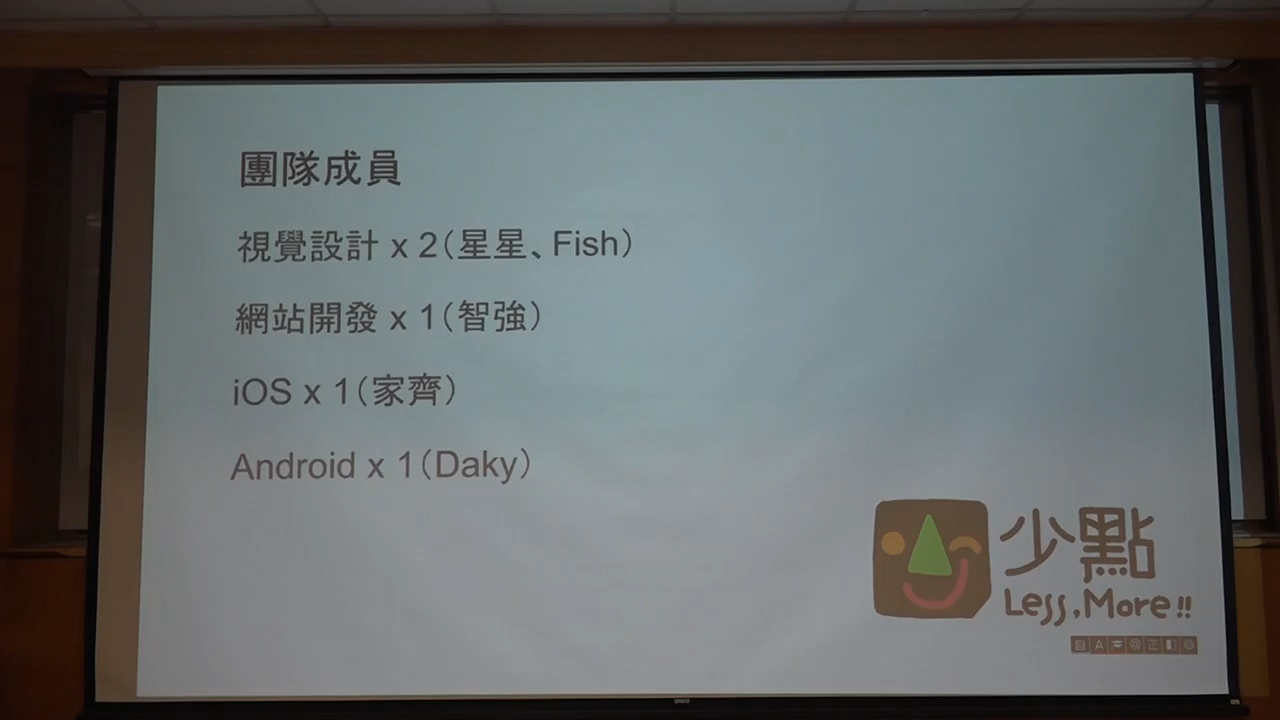 團隊成員
視覺設計 x 2（星星、Fish）
網站開發 x 1（智強）
iOS x 1（家齊）
Android x 1（Daky）
少點
Less, More !!